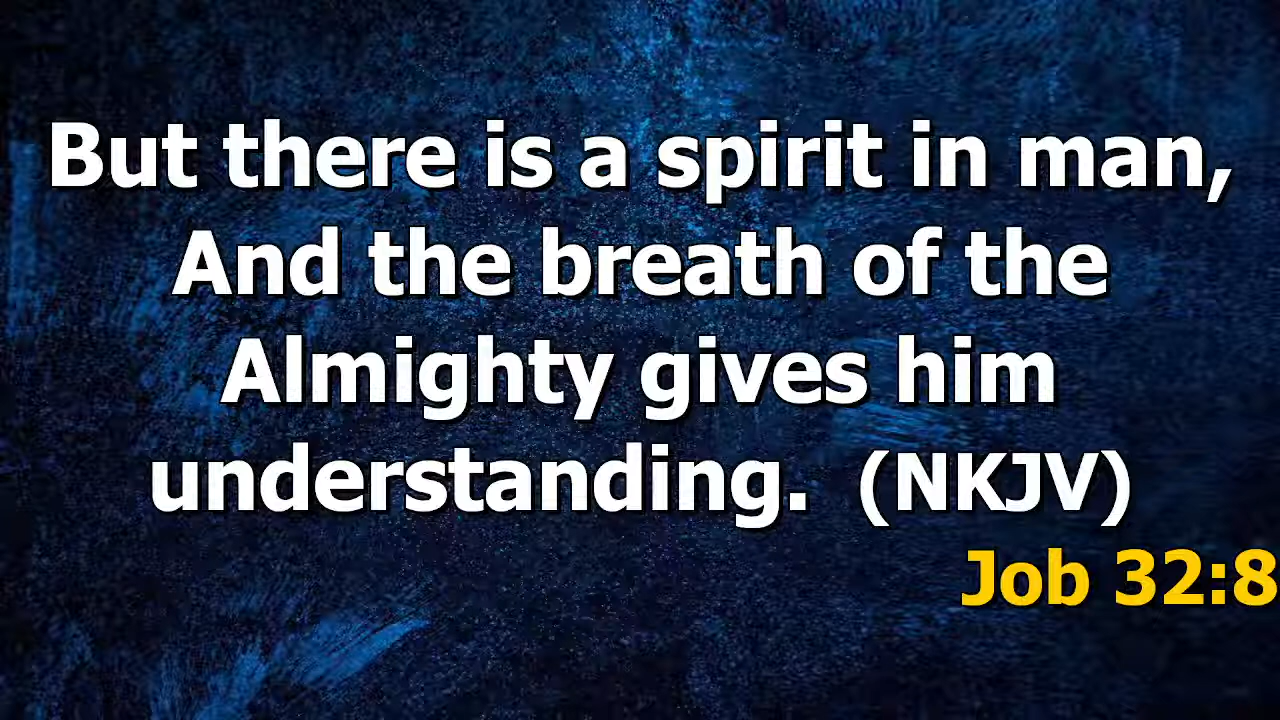 But there is a spirit in man,
And the breath of the
Almighty gives him
understanding.  (NKJV)
Job 32:8